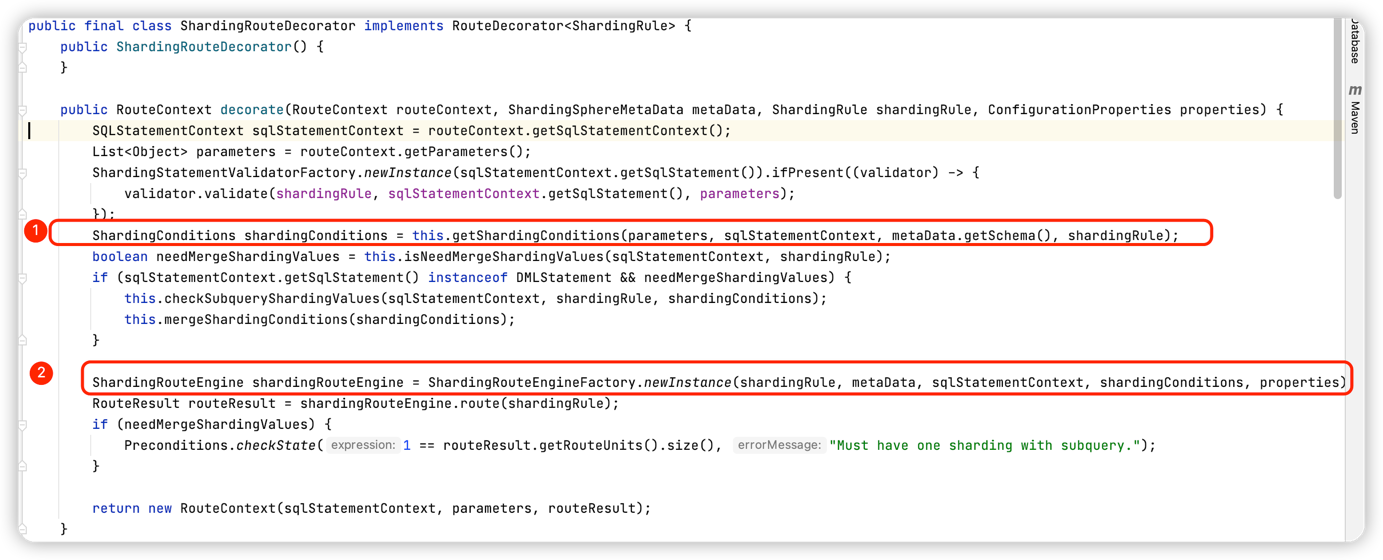 public final class ShardingRouteDecorator implements RouteDecorator<ShardingRule> {
public ShardingRouteDecorator() {
}
public RouteContext decorate(RouteContext routeContext, ShardingSphereMetaData metaData, ShardingRule shardingRule, ConfigurationProperties properties) {
SQLStatementContext sqlStatementContext = routeContext.getSqlStatementContext();
List<Object> parameters = routeContext.getParameters();
ShardingStatementValidatorFactory.newInstance(sqlStatementContext.getSqlStatement()).ifPresent((validator) -> {
validator.validate(shardingRule, sqlStatementContext.getSqlStatement(), parameters);
});
1
ShardingConditions shardingConditions = this.getShardingConditions(parameters, sqlStatementContext, metaData.getSchema(), shardingRule);
boolean needMergeShardingValues = this.isNeedMergeShardingValues(sqlStatementContext, shardingRule);
if (sqlStatementContext.getSqlStatement() instanceof DMLStatement && needMergeShardingValues) {
this.checkSubqueryShardingValues(sqlStatementContext, shardingRule, shardingConditions);
this.mergeShardingConditions(shardingConditions);
}
2
ShardingRouteEngine shardingRouteEngine = ShardingRouteEngineFactory.newInstance(shardingRule, metaData, sqlStatementContext, shardingConditions, properties)
RouteResult routeResult = shardingRouteEngine.route(shardingRule);
if (needMergeShardingValues) {
Preconditions.checkState( expression: 1 == routeResult.getRouteUnits().size(), errorMessage: "Must have one sharding with subquery.");
}
return new RouteContext(sqlStatementContext, parameters, routeResult);
}
Database
m
Maven